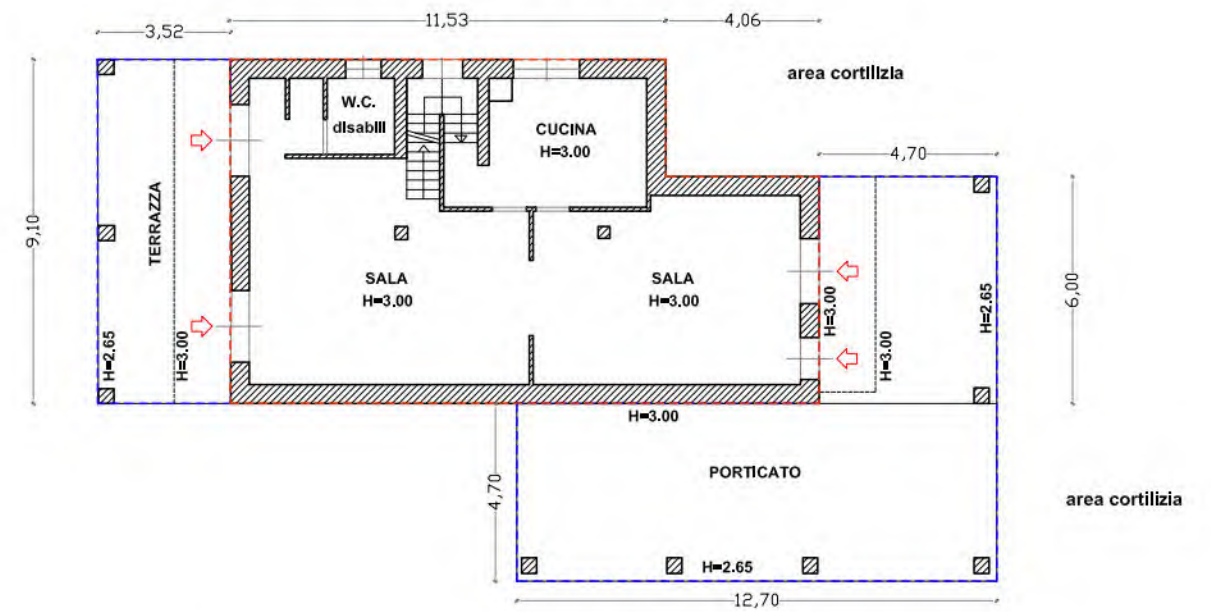 11,53
4,06
3,52
area cortilizia
W.C.
disabili
CUCINA
H=3.00
4,70
9,10
TERRAZZA
SALA
H=3.00
SALA
H=3.00
6,00
H=2.65
H=3.00
H=3.00
H=3.00
H=2.65
H=3.00
4,70
PORTICATO
area cortilizia
H=2.65
12,70